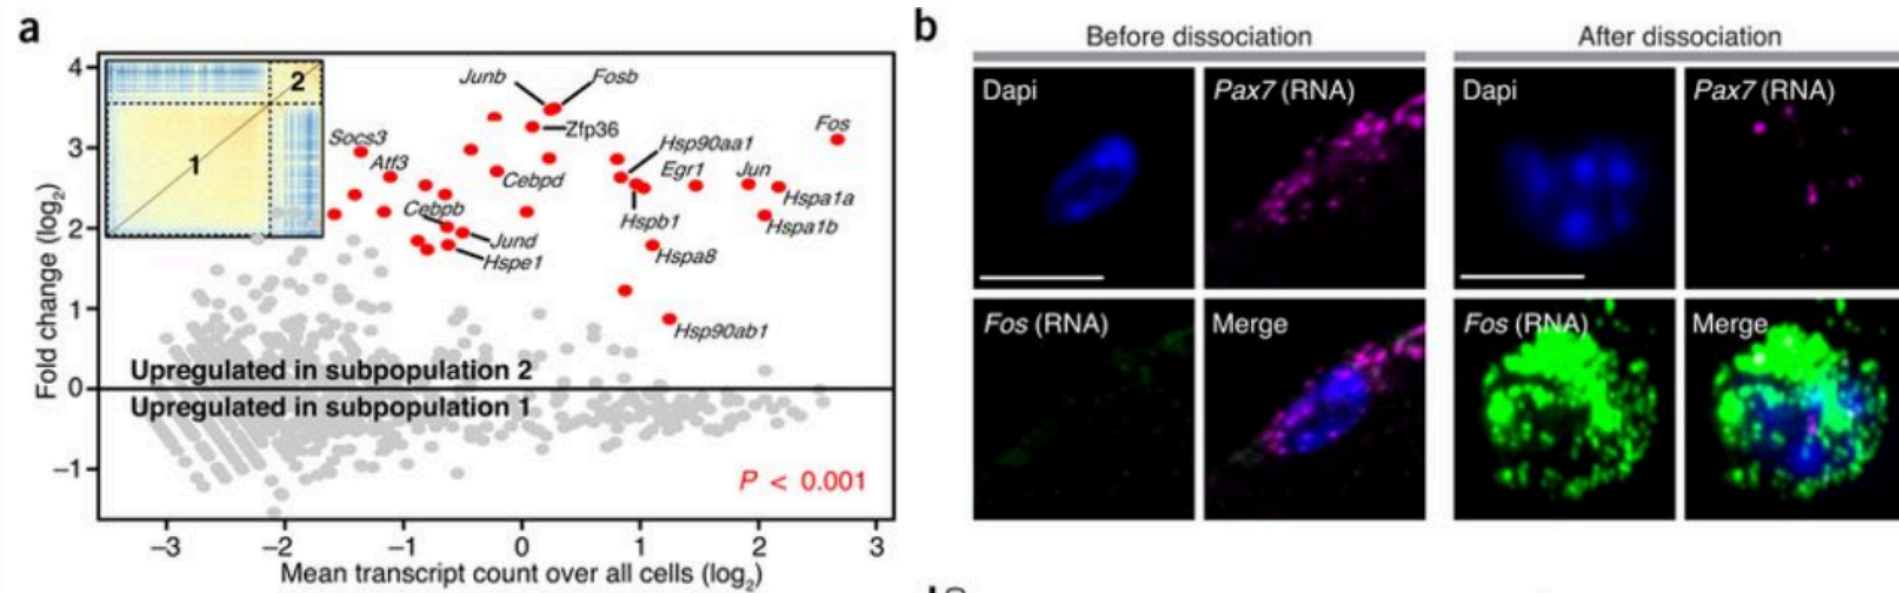 a
4
3
2
1
0
−1
Fold change (log2)
1
2
Junb
Fosb
Zfp36
Socs3
Atf3
Cebpd
Hsp90aa1
Fos
Egr1
Jun
Hspa1a
Hspa1b
Cebpb
Jund
Hspe1
Hspb1
Hspa8
Hsp90ab1
Upregulated in subpopulation 2
Upregulated in subpopulation 1
P < 0.001
−3 −2 −1 0 1 2 3
Mean transcript count over all cells (log2)
b
Before dissociation
After dissociation
Dapi
Pax7 (RNA)
Dapi
Pax7 (RNA)
Fos (RNA)
Merge
Fos (RNA)
Merge